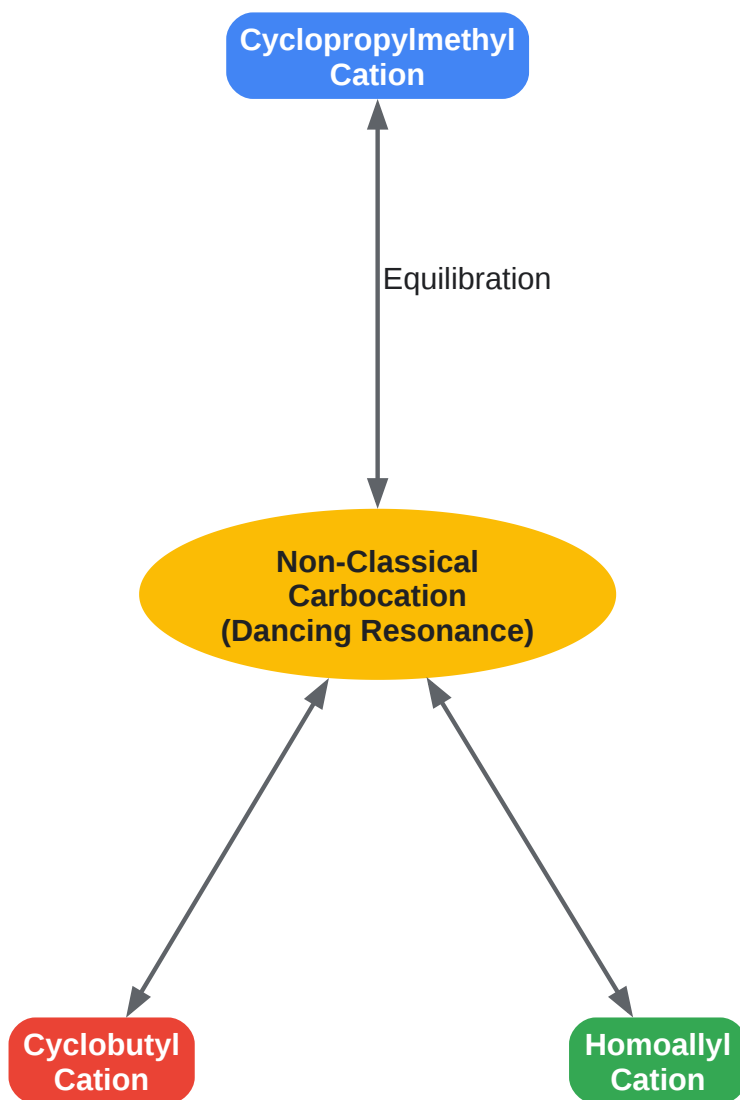 Cyclopropylmethyl
Cation
Equilibration
Non-Classical
Carbocation
(Dancing Resonance)
Cyclobutyl
Cation
Homoallyl
Cation